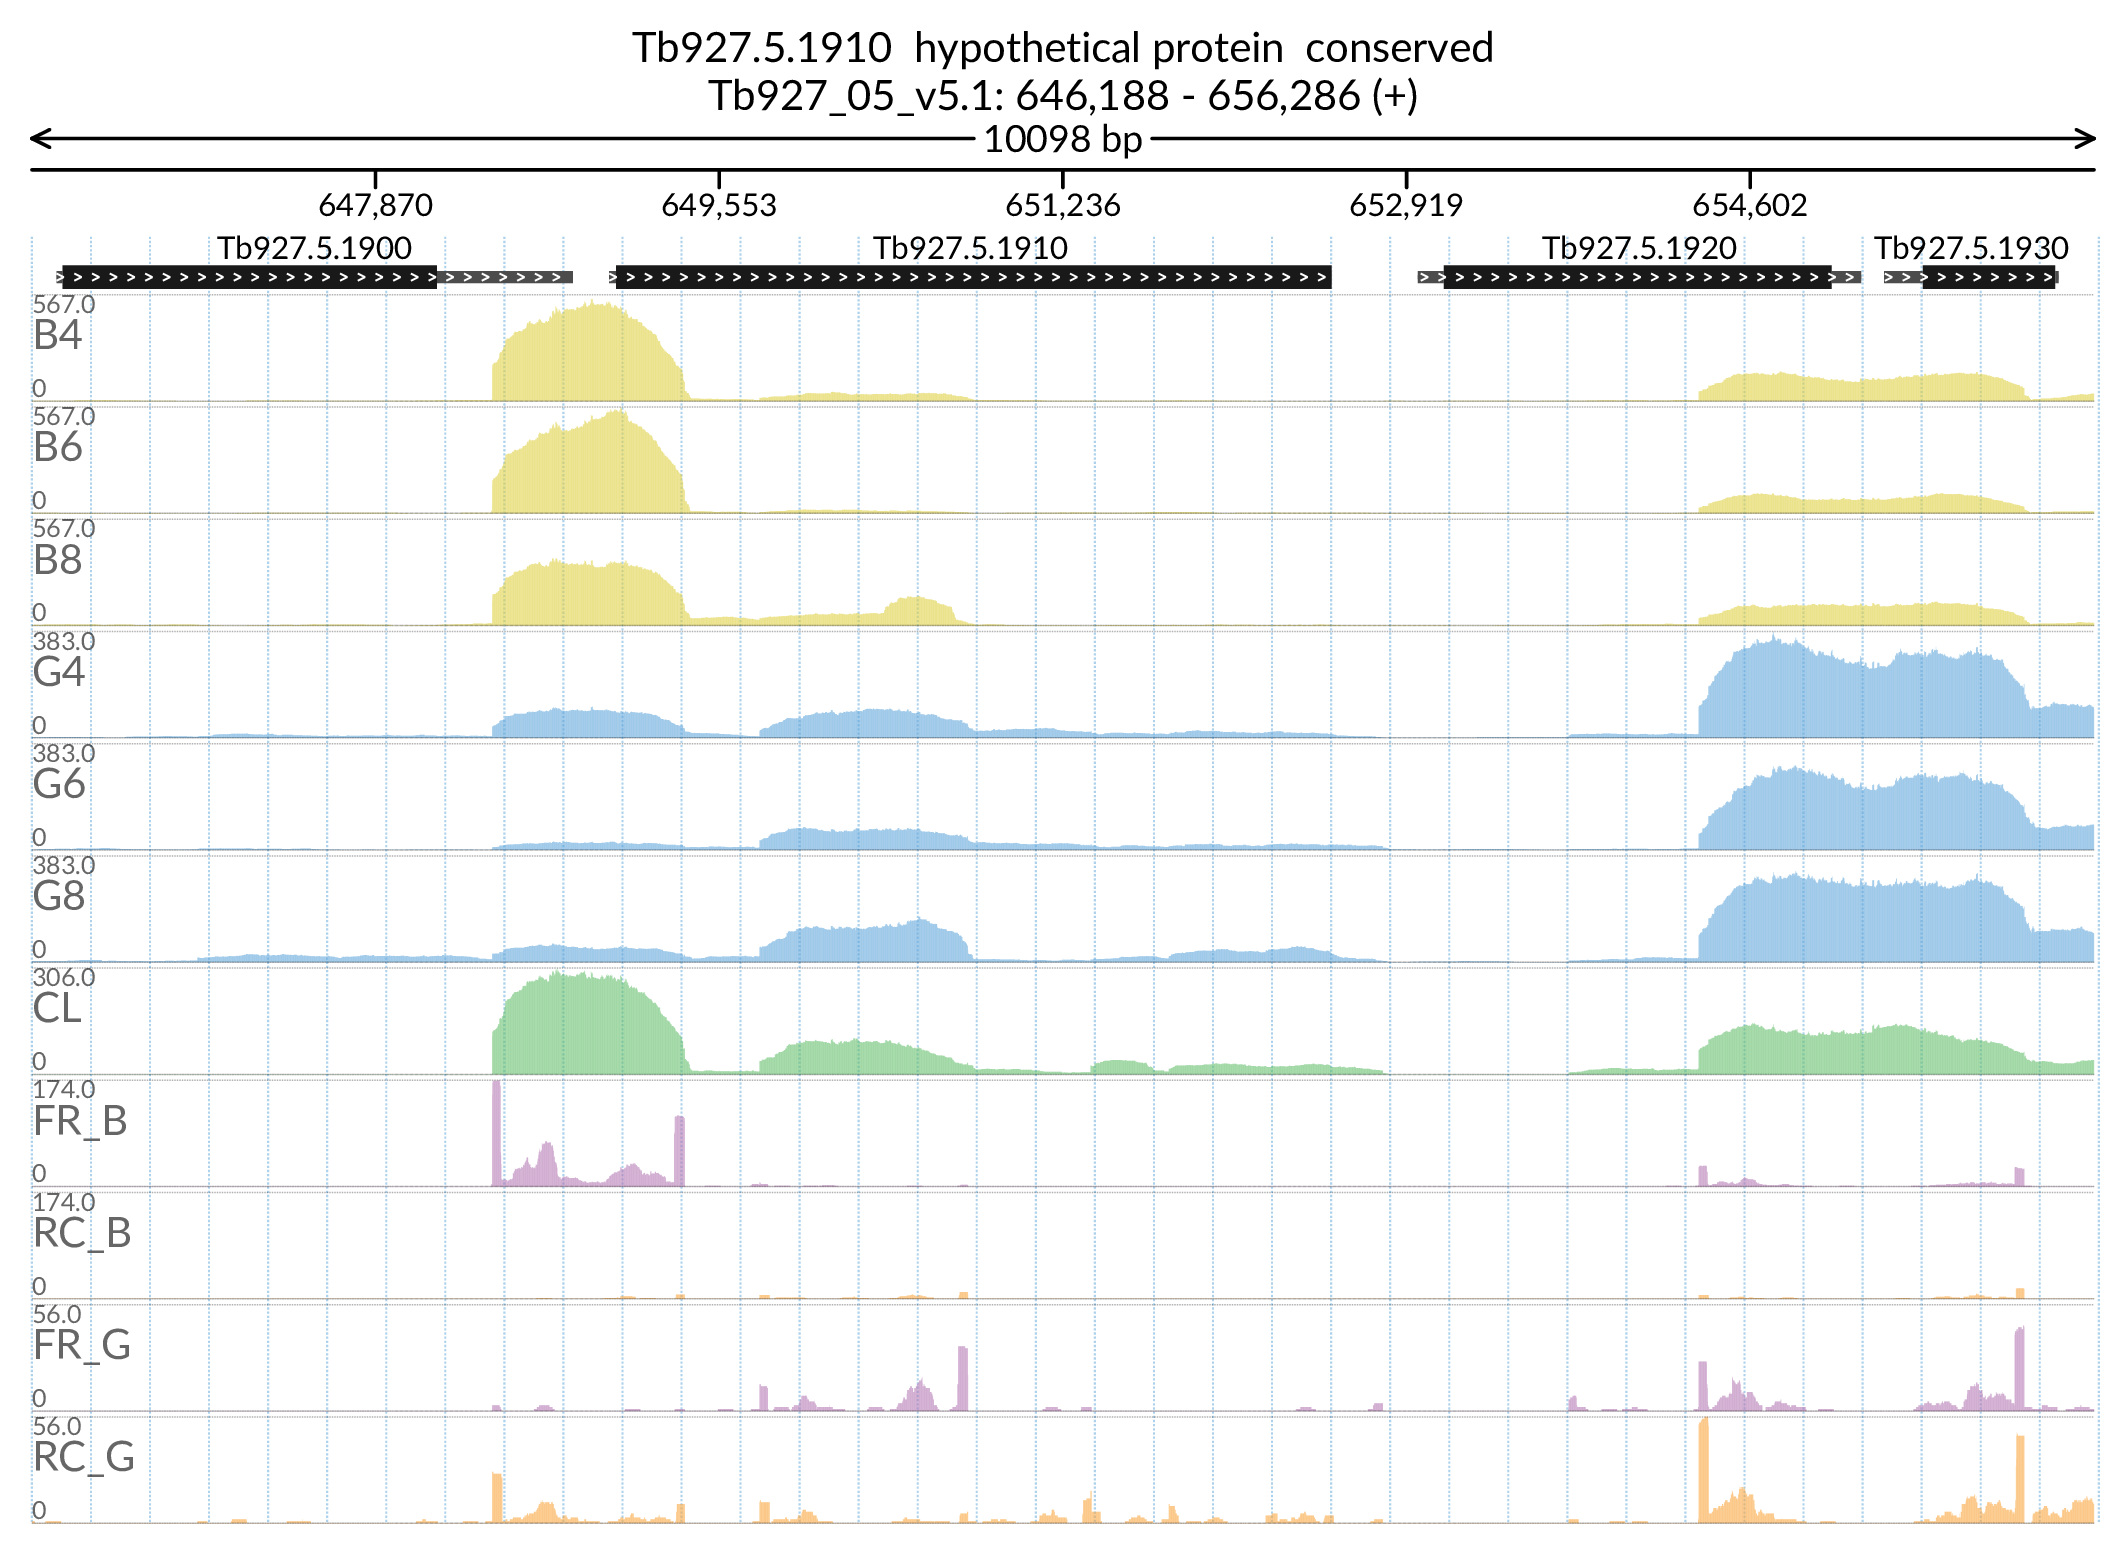 Tb927.5.1910 hypothetical protein conserved
Tb927_05_v5.1: 646,188 - 656,286 (+)
10098 bp
647,870 649,553 651,236 652,919 654,602
Tb927.5.1900 Tb927.5.1910 Tb927.5.1920 Tb927.5.1930
567.0
B4
0
567.0
B6
0
567.0
B8
0
383.0
G4
0
383.0
G6
0
383.0
G8
0
306.0
CL
0
174.0
FR_B
0
174.0
RC_B
0
56.0
FR_G
0
56.0
RC_G
0